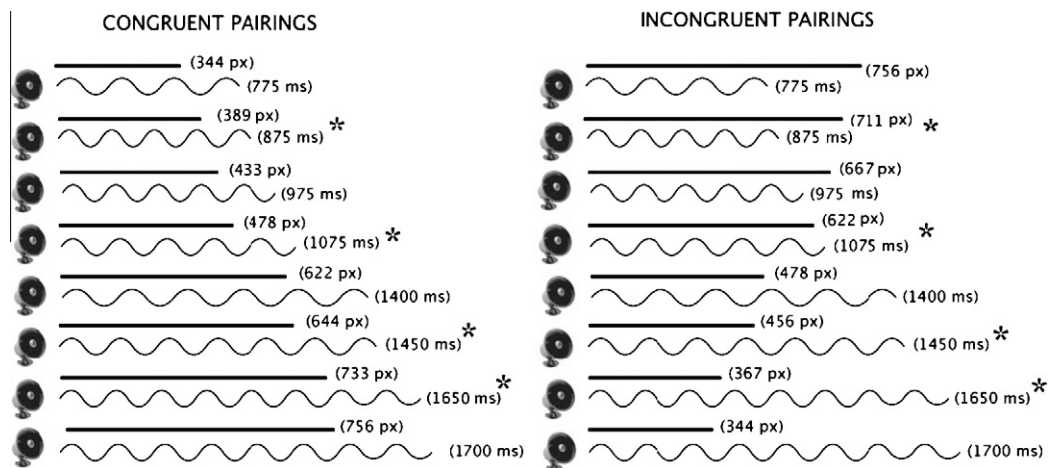 CONGRUENT PAIRINGS
(344 px)
(775 ms)
(389 px)
(875 ms) *
(433 px)
(975 ms)
(478 px)
(1075 ms) *
(622 px)
(1400 ms)
(644 px)
(1450 ms) *
(733 px)
(1650 ms) *
(756 px)
(1700 ms)
INCONGRUENT PAIRINGS
(756 px)
(775 ms)
(711 px)
(875 ms) *
(667 px)
(975 ms)
(622 px)
(1075 ms) *
(478 px)
(1400 ms)
(456 px)
(1450 ms) *
(367 px)
(1650 ms) *
(344 px)
(1700 ms)